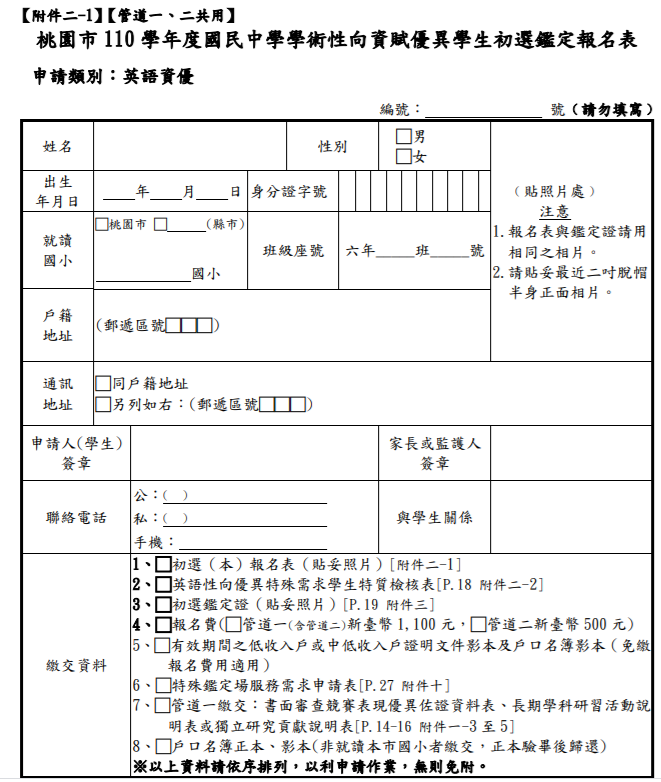 【附件二-1】【管道一、二共用】
桃園市 110 學年度國民中學學術性向資賦優異學生初選鑑定報名表
申請類別：英語資優
編號： 號(請勿填寫)
姓名
性別
□男
□女
出生
年月日
年 月 日
身分證字號
（貼照片處）
注意
1.報名表與鑑定證請用
相同之相片。
2.請貼妥最近二吋脫帽
半身正面相片。
就讀
國小
□桃園市 □ (縣市)
國小
班級座號
六年 班 號
戶籍
地址
(郵遞區號□□□)
通訊
地址
□同戶籍地址
□另列如右：(郵遞區號□□□)
申請人(學生)
簽章
家長或監護人
簽章
聯絡電話
公：( )
私：( )
手機：
與學生關係
繳交資料
1、□初選（本）報名表（貼妥照片）[附件二-1]
2、□英語性向優異特殊需求學生特質檢核表[P.18 附件二-2]
3、□初選鑑定證（貼妥照片）[P.19 附件三]
4、□報名費(□管道一(含管道二)新臺幣 1,100 元，□管道二新臺幣 500 元)
5、□有效期間之低收入戶或中低收入戶證明文件影本及戶口名簿影本（免繳
報名費用適用）
6、□特殊鑑定場服務需求申請表[P.27 附件十]
7、□管道一繳交：書面審查競賽表現優異佐證資料表、長期學科研習活動說
明表或獨立研究貢獻說明表[P.14-16 附件一-3 至 5]
8、□戶口名簿正本、影本(非就讀本市國小者繳交，正本驗畢後歸還)
※以上資料請依序排列，以利申請作業，無則免附。